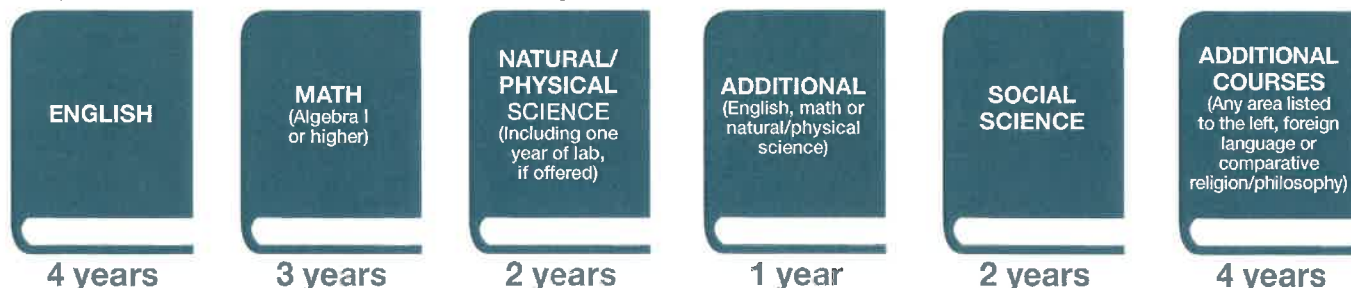 ENGLISH
4 years
MATH
(Algebra I
or higher)
3 years
NATURAL/
PHYSICAL
SCIENCE
(Including one
year of lab,
if offered)
2 years
ADDITIONAL
(English, math or
natural/physical
science)
1 year
SOCIAL
SCIENCE
2 years
ADDITIONAL
COURSES
(Any area listed
to the left, foreign
language or
comparative
religion/philosophy)
4 years